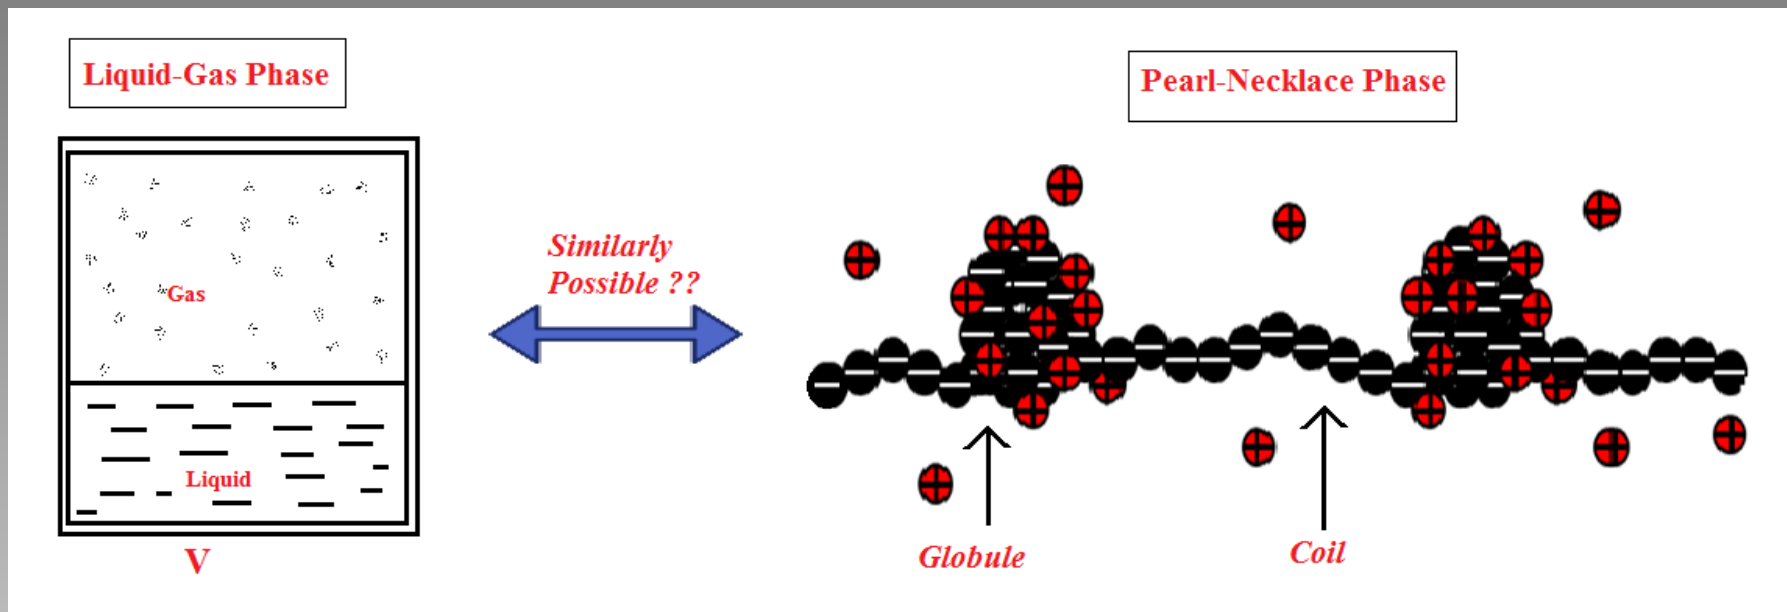 Liquid-Gas Phase
Pearl-Necklace Phase
Similarly
Possible ??
Gas
Liquid
V
Globule
Coil